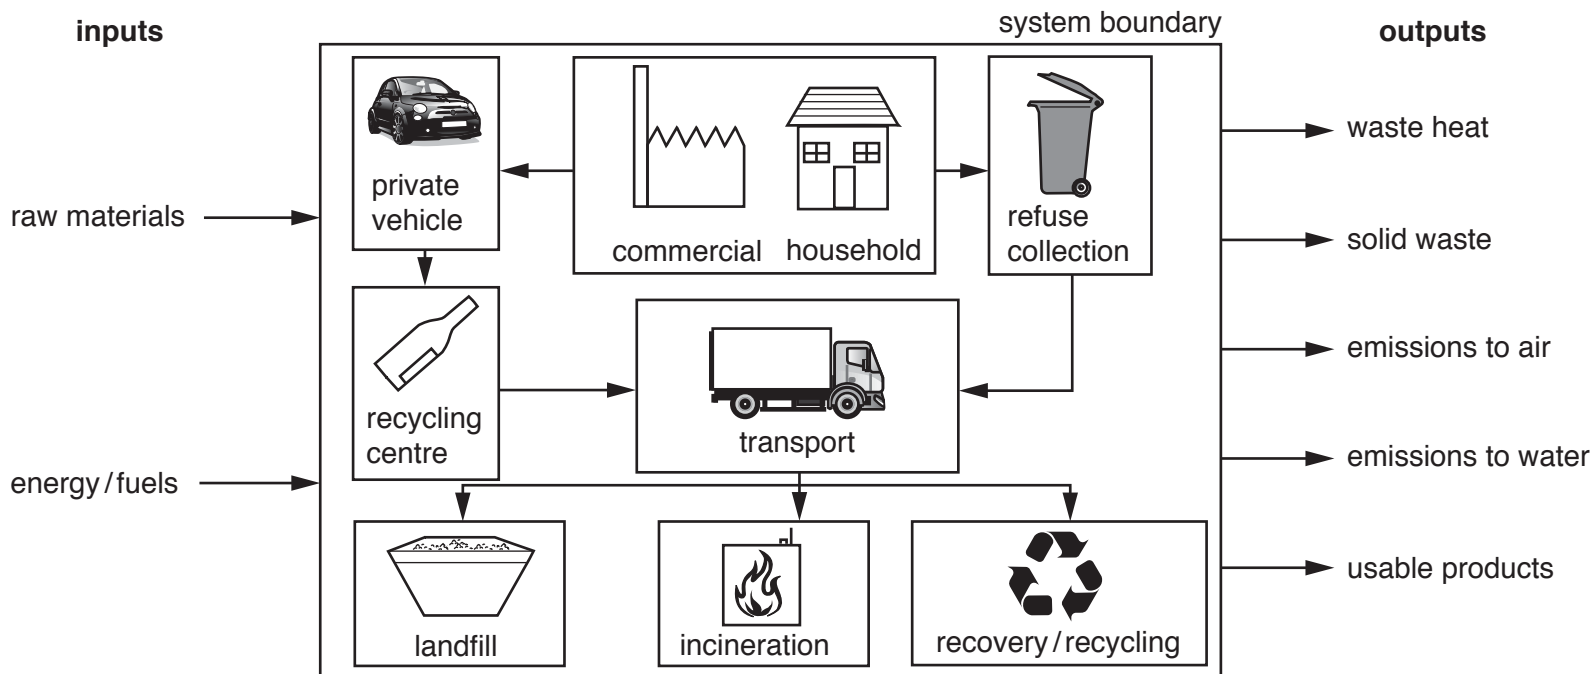 inputs
system boundary
outputs
raw materials
energy/fuels
private
vehicle
commercial
household
refuse
collection
recycling
centre
transport
landfill
incineration
recovery/recycling
waste heat
solid waste
emissions to air
emissions to water
usable products